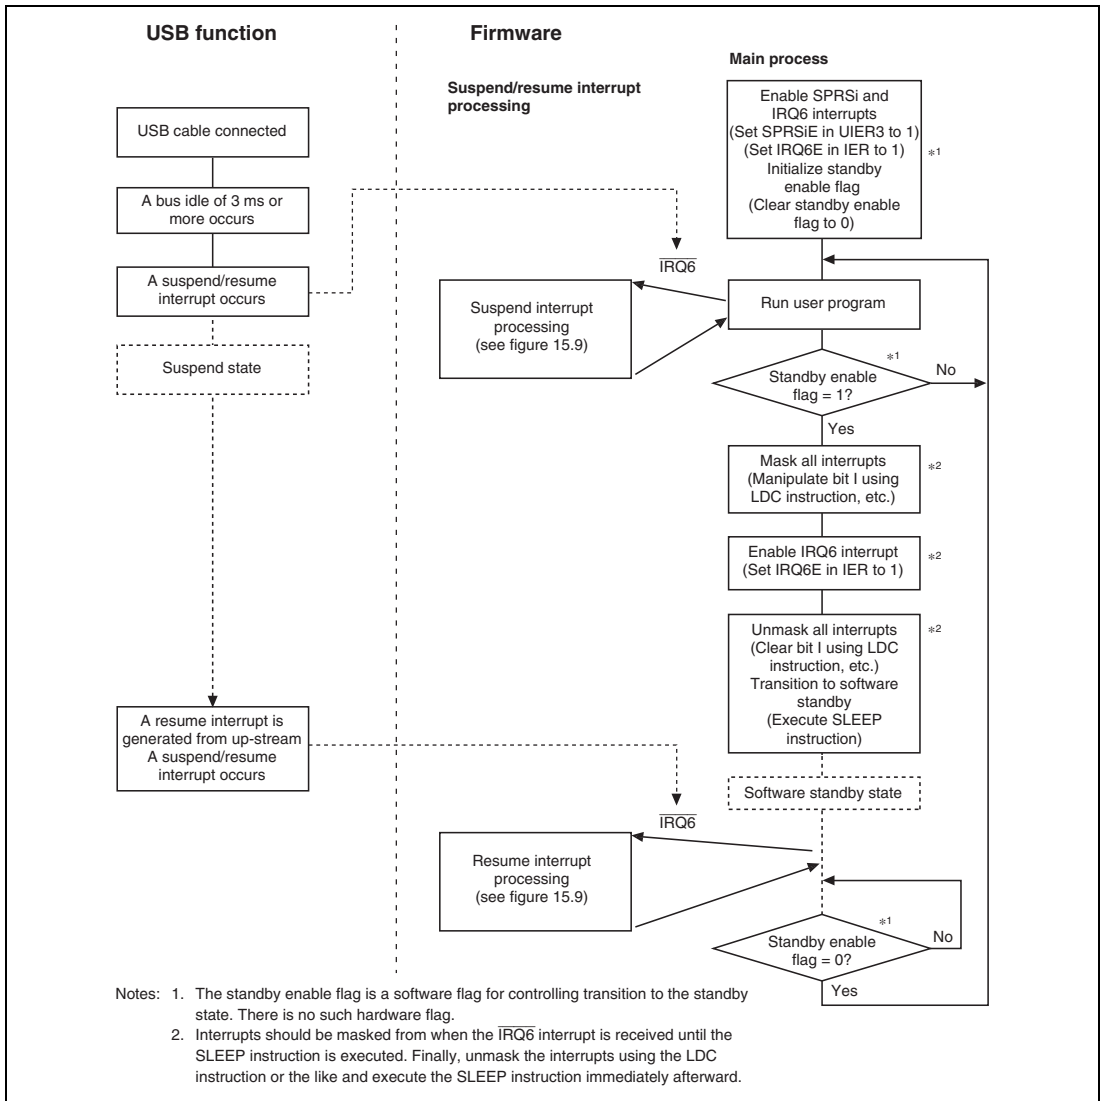 USB function
Firmware
Main process
Suspend/resume interrupt
processing
USB cable connected
A bus idle of 3 ms or
more occurs
A suspend/resume
interrupt occurs
Suspend state
A resume interrupt is
generated from up-stream
A suspend/resume
interrupt occurs
IRQ6
Suspend interrupt
processing
(see figure 15.9)
IRQ6
Resume interrupt
processing
(see figure 15.9)
Enable SPRSi and
IRQ6 interrupts
(Set SPRSiE in UIER3 to 1)
(Set IRQ6E in IER to 1)
Initialize standby
enable flag
(Clear standby enable
flag to 0)
*1
Run user program
*1
Standby enable
flag = 1?
No
Yes
Mask all interrupts
(Manipulate bit I using
LDC instruction, etc.)
*2
Enable IRQ6 interrupt
(Set IRQ6E in IER to 1)
*2
Unmask all interrupts
(Clear bit I using LDC
instruction, etc.)
Transition to software
standby
(Execute SLEEP
instruction)
*2
Software standby state
*1
Standby enable
flag = 0?
No
Yes
Notes: 1. The standby enable flag is a software flag for controlling transition to the standby
state. There is no such hardware flag.
2. Interrupts should be masked from when the IRQ6 interrupt is received until the
SLEEP instruction is executed. Finally, unmask the interrupts using the LDC
instruction or the like and execute the SLEEP instruction immediately afterward.